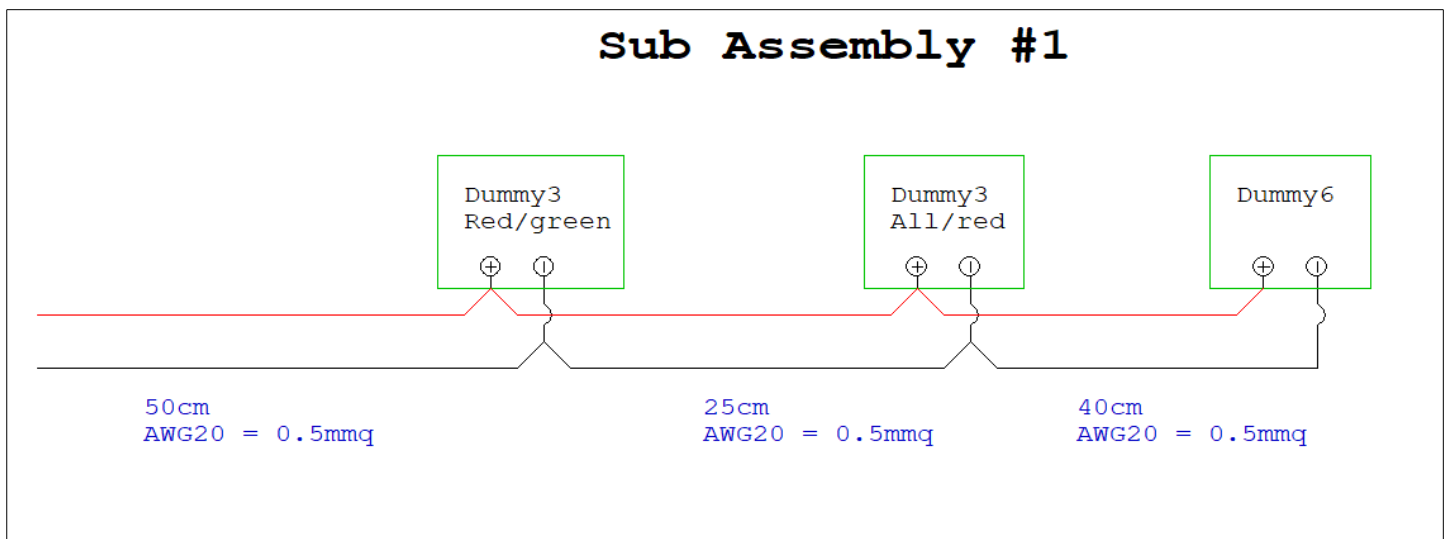 Sub Assembly #1
Dummy3
Red/green
Dummy3
All/red
Dummy6
50cm
AWG20 = 0.5mmq
25cm
AWG20 = 0.5mmq
40cm
AWG20 = 0.5mmq